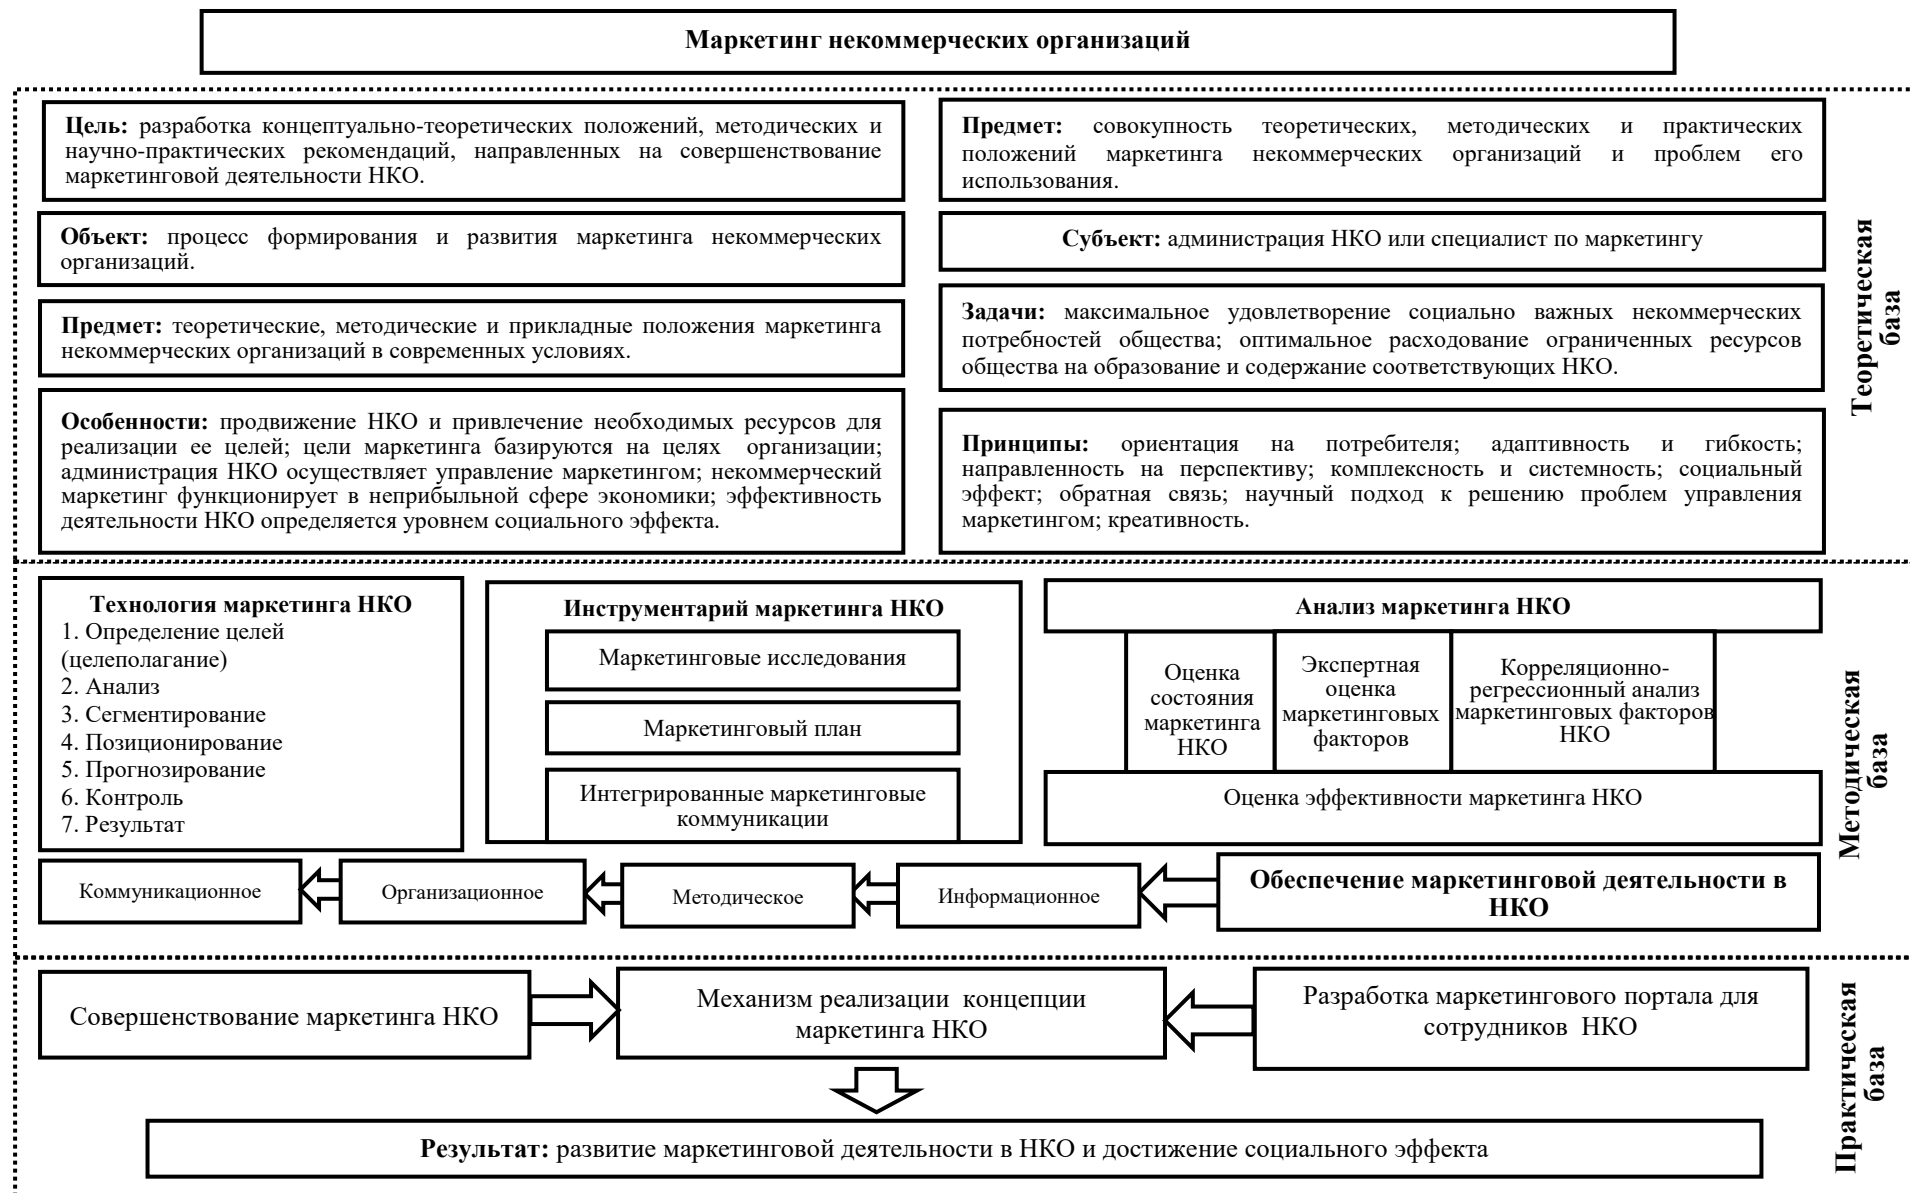 Маркетинг некоммерческих организаций
Цель: разработка концептуально-теоретических положений, методических и
научно-практических рекомендаций, направленных на совершенствование
маркетинговой деятельности НКО.
Объект: процесс формирования и развития маркетинга некоммерческих
организаций.
Предмет: теоретические, методические и прикладные положения маркетинга
некоммерческих организаций в современных условиях.
Особенности: продвижение НКО и привлечение необходимых ресурсов для
реализации ее целей; цели маркетинга базируются на целях организации;
администрация НКО осуществляет управление маркетингом; некоммерческий
маркетинг функционирует в неприбыльной сфере экономики; эффективность
деятельности НКО определяется уровнем социального эффекта.
Предмет: совокупность теоретических, методических и практических
положений маркетинга некоммерческих организаций и проблем его
использования.
Субъект: администрация НКО или специалист по маркетингу
Задачи: максимальное удовлетворение социально важных некоммерческих
потребностей общества; оптимальное расходование ограниченных ресурсов
общества на образование и содержание соответствующих НКО.
Принципы: ориентация на потребителя; адаптивность и гибкость;
направленность на перспективу; комплексность и системность; социальный
эффект; обратная связь; научный подход к решению проблем управления
маркетингом; креативность.
Теоретическая
база
Технология маркетинга НКО
1. Определение целей
(целеполагание)
2. Анализ
3. Сегментирование
4. Позиционирование
5. Прогнозирование
6. Контроль
7. Результат
Инструментарий маркетинга НКО
Маркетинговые исследования
Маркетинговый план
Интегрированные маркетинговые
коммуникации
Анализ маркетинга НКО
Оценка
состояния
маркетинга
НКО
Экспертная
оценка
маркетинговых
факторов
Корреляционно-
регрессионный анализ
маркетинговых факторов
НКО
Оценка эффективности маркетинга НКО
Коммуникационное
Организационное
Методическое
Информационное
Обеспечение маркетинговой деятельности в
НКО
Методическая
база
Совершенствование маркетинга НКО
Механизм реализации концепции
маркетинга НКО
Разработка маркетингового портала для
сотрудников НКО
Результат: развитие маркетинговой деятельности в НКО и достижение социального эффекта
Практическая
база